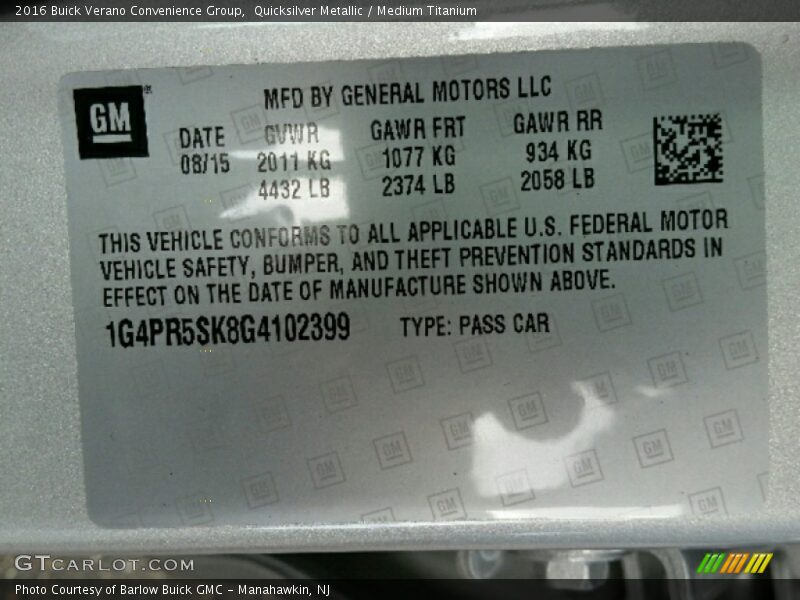 2016 Buick Verano Convenience Group,  Quicksilver Metallic / Medium Titanium
GM®
MFD BY GENERAL MOTORS LLC
DATE GVWR GAWR FRT GAWR RR
08/15 2011 KG 1077 KG 934 KG
4432 LB 2374 LB 2058 LB
THIS VEHICLE CONFORMS TO ALL APPLICABLE U.S. FEDERAL MOTOR
VEHICLE SAFETY, BUMPER, AND THEFT PREVENTION STANDARDS IN
EFFECT ON THE DATE OF MANUFACTURE SHOWN ABOVE.
1G4PR5SK8G4102399 TYPE: PASS CAR
GTCARLOT.COM
Photo Courtesy of Barlow Buick GMC - Manahawkin, NJ